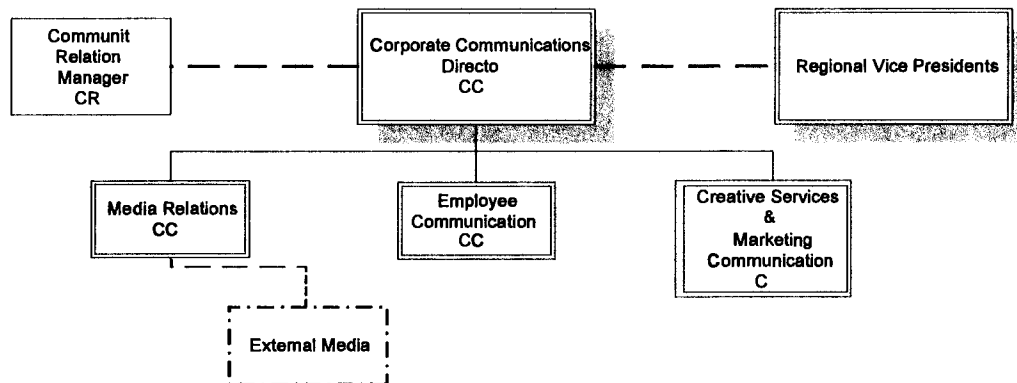 Communit
Relation
Manager
CR
Corporate Communications
Directo
CC
Regional Vice Presidents
Media Relations
CC
Employee
Communication
CC
Creative Services
&
Marketing
Communication
C
External Media